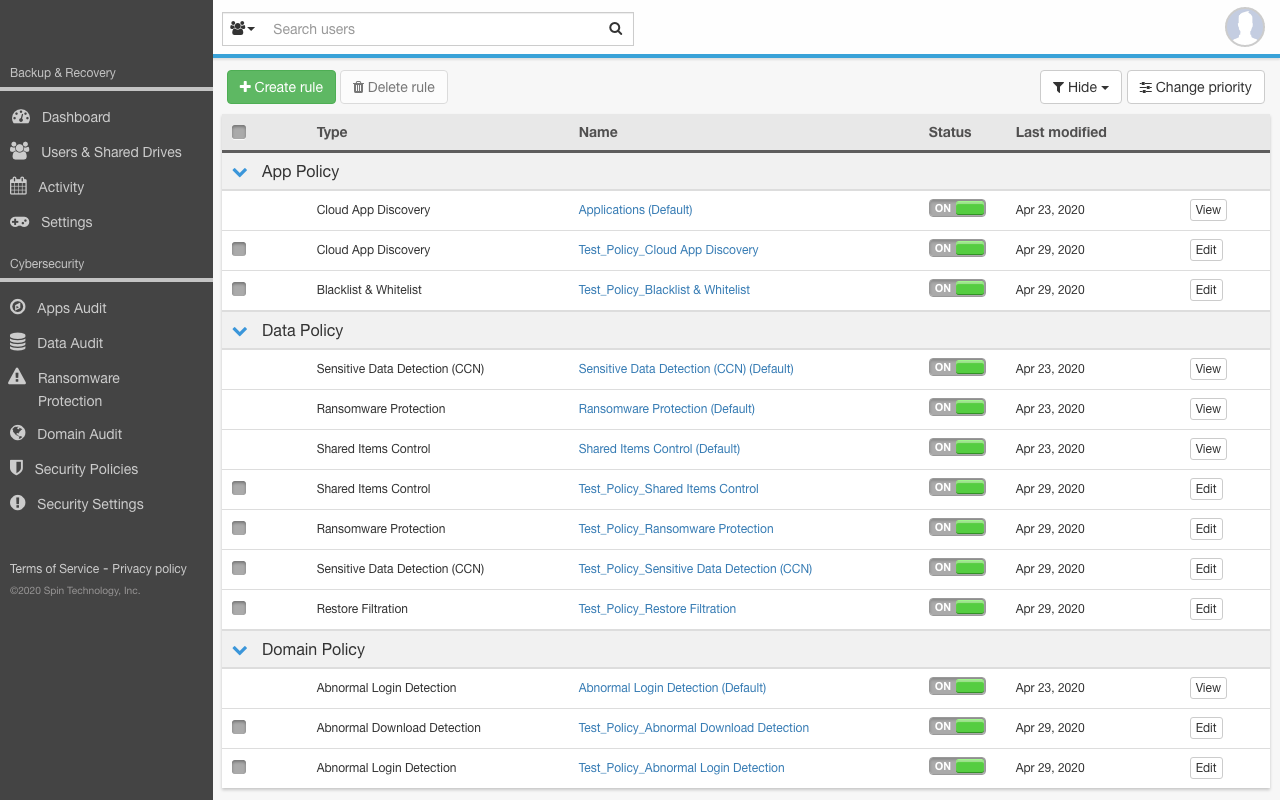 Search users
Backup & Recovery
Dashboard
Users & Shared Drives
Activity
Settings
Cybersecurity
Apps Audit
Data Audit
Ransomware
Protection
Domain Audit
Security Policies
Security Settings
Terms of Service - Privacy policy
©2020 Spin Technology, Inc.
Create rule Delete rule Hide Change priority
Type Name Status Last modified
App Policy
Cloud App Discovery Applications (Default) ON Apr 23, 2020 View
Cloud App Discovery Test_Policy_Cloud App Discovery ON Apr 29, 2020 Edit
Blacklist & Whitelist Test_Policy_Blacklist & Whitelist ON Apr 29, 2020 Edit
Data Policy
Sensitive Data Detection (CCN) Sensitive Data Detection (CCN) (Default) ON Apr 23, 2020 View
Ransomware Protection Ransomware Protection (Default) ON Apr 23, 2020 View
Shared Items Control Shared Items Control (Default) ON Apr 23, 2020 View
Shared Items Control Test_Policy_Shared Items Control ON Apr 29, 2020 Edit
Ransomware Protection Test_Policy_Ransomware Protection ON Apr 29, 2020 Edit
Sensitive Data Detection (CCN) Test_Policy_Sensitive Data Detection (CCN) ON Apr 29, 2020 Edit
Restore Filtration Test_Policy_Restore Filtration ON Apr 29, 2020 Edit
Domain Policy
Abnormal Login Detection Abnormal Login Detection (Default) ON Apr 23, 2020 View
Abnormal Download Detection Test_Policy_Abnormal Download Detection ON Apr 29, 2020 Edit
Abnormal Login Detection Test_Policy_Abnormal Login Detection ON Apr 29, 2020 Edit